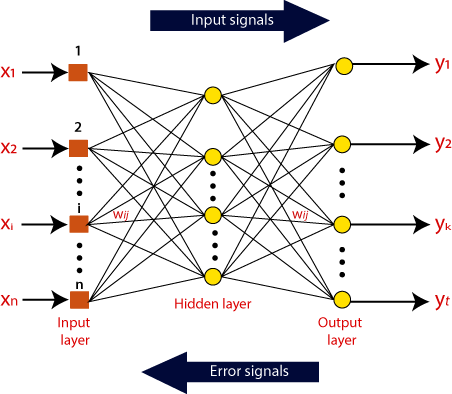 Input signals
1
x1
y1
2
x2
y2
i
xi
wij
wij
yk
n
xn
yt
Input layer
Hidden layer
Output layer
Error signals